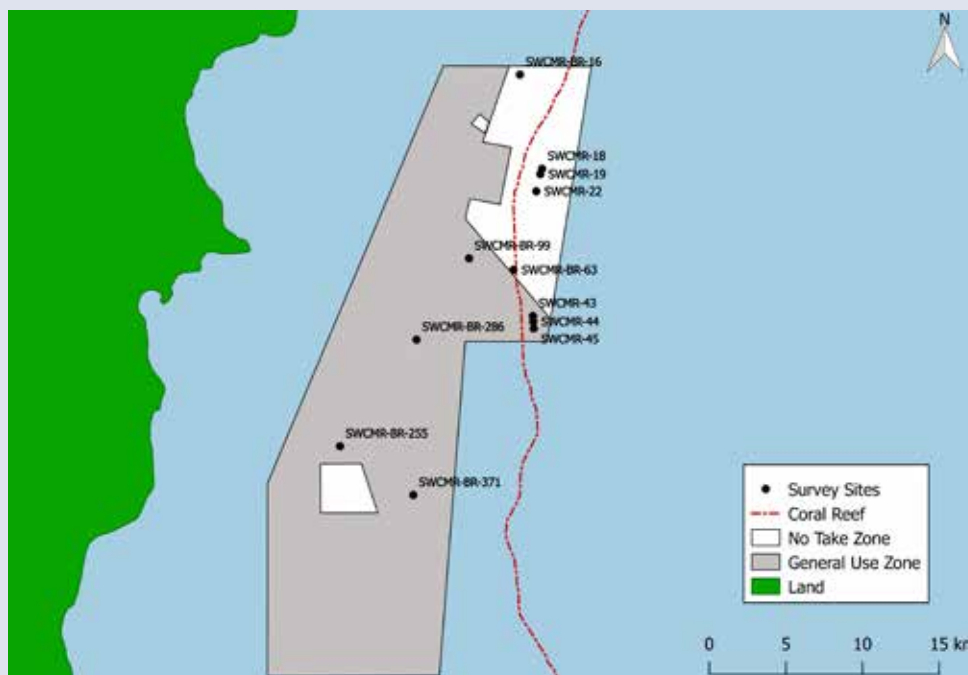 N
SWCMR-BR-16
SWCMR-18
SWCMR-19
SWCMR-22
SWCMR-BR-99
SWCMR-BR-63
SWCMR-43
SWCMR-44
SWCMR-BR-286
SWCMR-45
SWCMR-BR-255
SWCMR-BR-371
Survey Sites
Coral Reef
No Take Zone
General Use Zone
Land
0 5 10 15 km